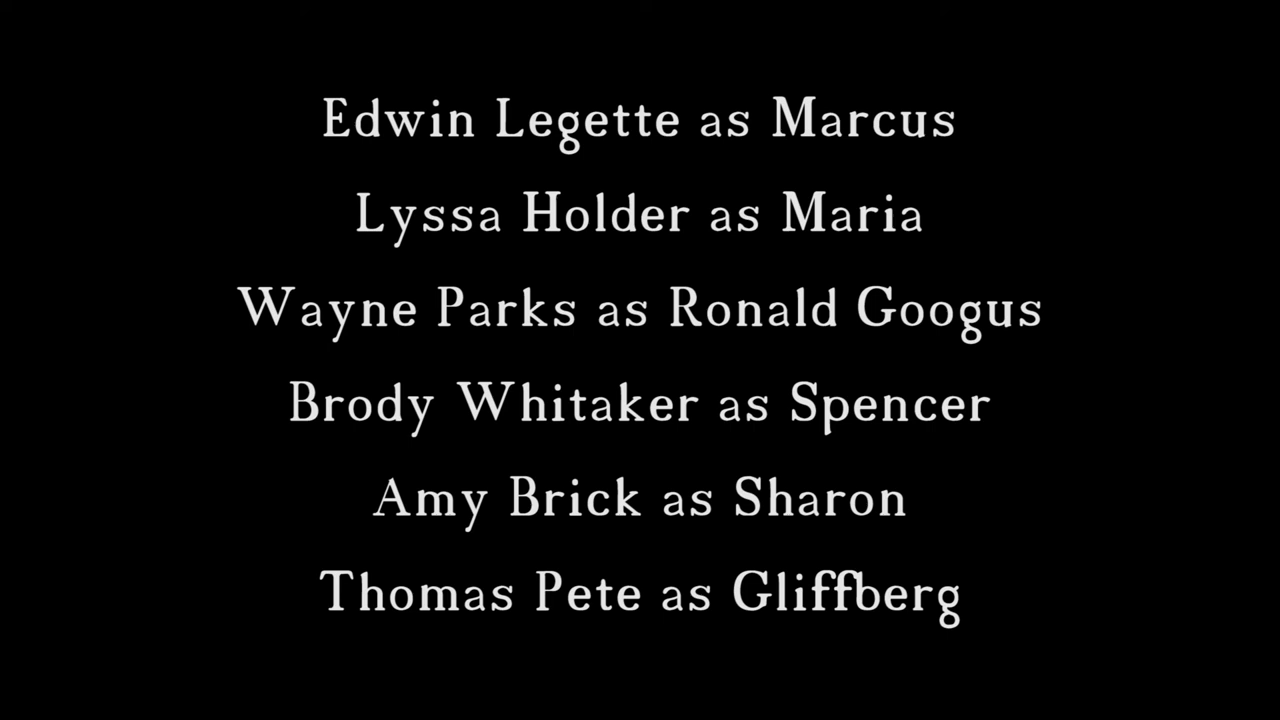 Edwin Legette as Marcus
Lyssa Holder as Maria
Wayne Parks as Ronald Googus
Brody Whitaker as Spencer
Amy Brick as Sharon
Thomas Pete as Gliffberg